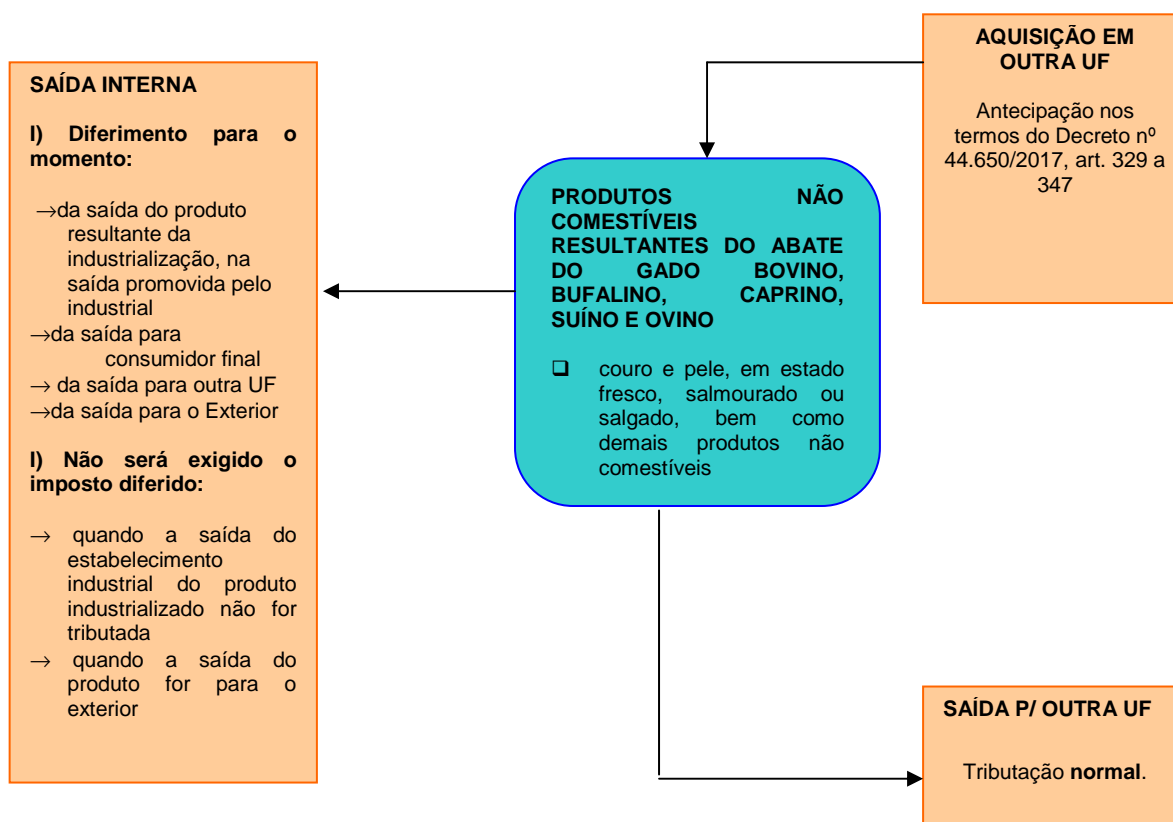 SAÍDA INTERNA
I) Diferimento para o
momento:
→da saída do produto
resultante da
industrialização, na
saída promovida pelo
industrial
→da saída para
consumidor final
→ da saída para outra UF
→da saída para o Exterior
I) Não será exigido o
imposto diferido:
→ quando a saída do
estabelecimento
industrial do produto
industrializado não for
tributada
→ quando a saída do
produto for para o
exterior
PRODUTOS NÃO
COMESTÍVEIS
RESULTANTES DO ABATE
DO GADO BOVINO,
BUFALINO, CAPRINO,
SUÍNO E OVINO
❑ couro e pele, em estado
fresco, salmourado ou
salgado, bem como
demais produtos não
comestíveis
AQUISIÇÃO EM
OUTRA UF
Antecipação nos
termos do Decreto nº
44.650/2017, art. 329 a
347
SAÍDA P/ OUTRA UF
Tributação normal.